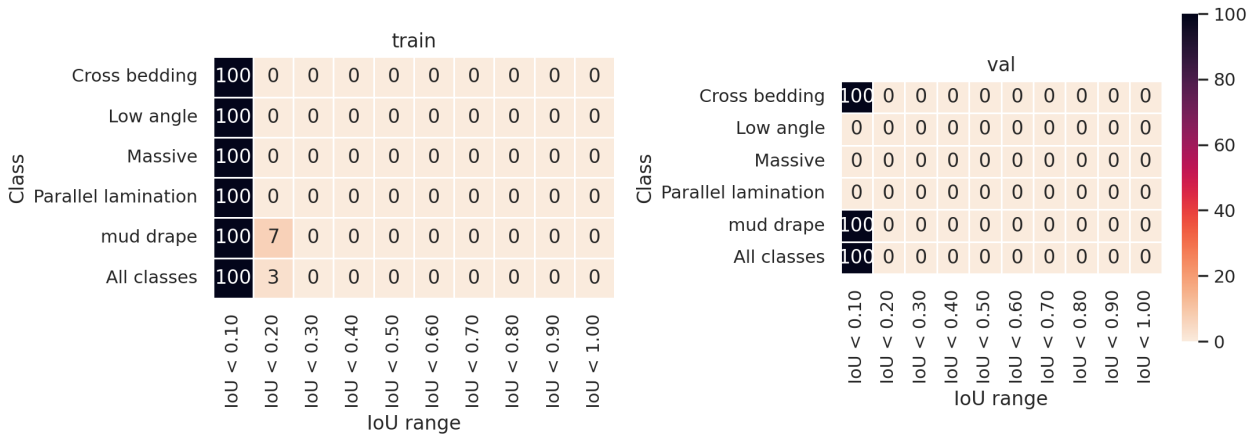 train
Class
Cross bedding 100 0 0 0 0 0 0 0 0 0
Low angle 100 0 0 0 0 0 0 0 0 0
Massive 100 0 0 0 0 0 0 0 0 0
Parallel lamination 100 0 0 0 0 0 0 0 0 0
mud drape 100 7 0 0 0 0 0 0 0 0
All classes 100 3 0 0 0 0 0 0 0 0
IoU < 0.10 IoU < 0.20 IoU < 0.30 IoU < 0.40 IoU < 0.50 IoU < 0.60 IoU < 0.70 IoU < 0.80 IoU < 0.90 IoU < 1.00
IoU range
val
Class
Cross bedding 100 0 0 0 0 0 0 0 0 0
Low angle 0 0 0 0 0 0 0 0 0 0
Massive 0 0 0 0 0 0 0 0 0 0
Parallel lamination 0 0 0 0 0 0 0 0 0 0
mud drape 100 0 0 0 0 0 0 0 0 0
All classes 100 0 0 0 0 0 0 0 0 0
IoU < 0.10 IoU < 0.20 IoU < 0.30 IoU < 0.40 IoU < 0.50 IoU < 0.60 IoU < 0.70 IoU < 0.80 IoU < 0.90 IoU < 1.00
IoU range
100
80
60
40
20
0